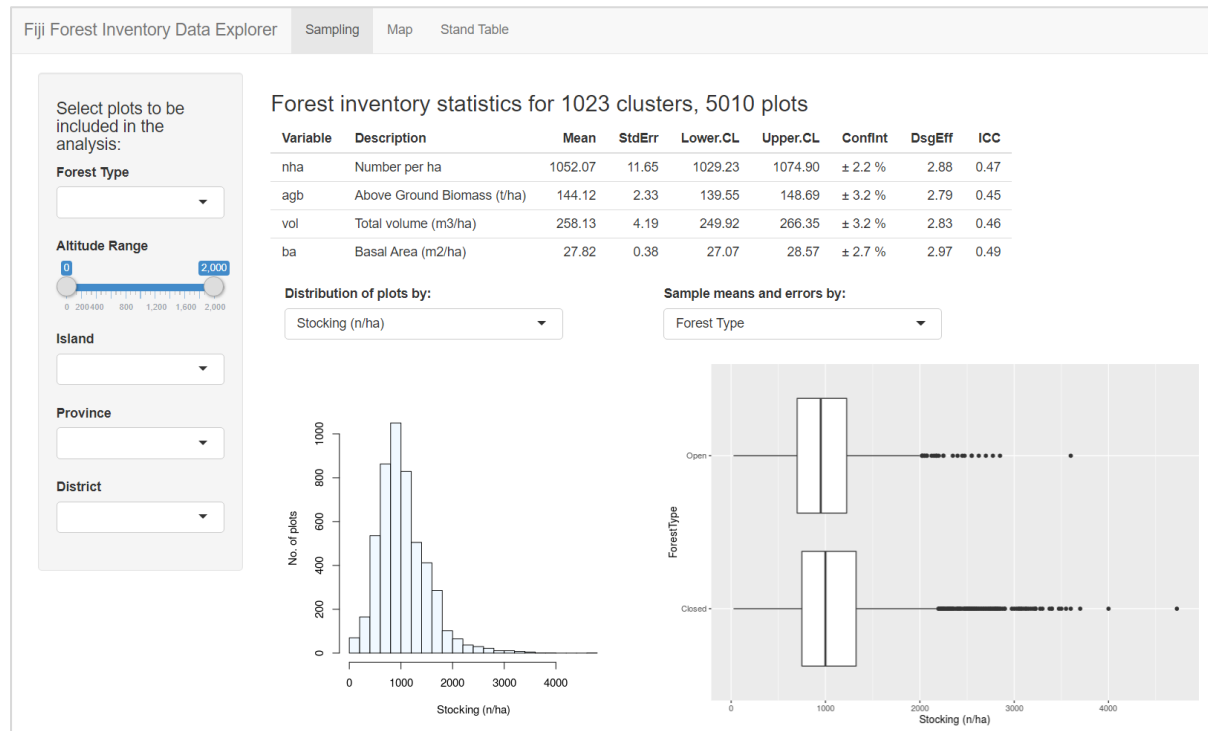 Fiji Forest Inventory Data Explorer Sampling Map Stand Table
Select plots to be
included in the
analysis:
Forest Type
Altitude Range
0 2,000
0 200 400 800 1,200 1,600 2,000
Island
Province
District
Forest inventory statistics for 1023 clusters, 5010 plots
Variable Description Mean StdErr Lower.CL Upper.CL ConfInt DsgEff ICC
nha Number per ha 1052.07 11.65 1029.23 1074.90 ± 2.2 % 2.88 0.47
agb Above Ground Biomass (t/ha) 144.12 2.33 139.55 148.69 ± 3.2 % 2.79 0.45
vol Total volume (m3/ha) 258.13 4.19 249.92 266.35 ± 3.2 % 2.83 0.46
ba Basal Area (m2/ha) 27.82 0.38 27.07 28.57 ± 2.7 % 2.97 0.49
Distribution of plots by:
Stocking (n/ha)
No. of plots
1000
800
600
400
200
0
0 1000 2000 3000 4000
Stocking (n/ha)
Sample means and errors by:
Forest Type
ForestType
Open
Closed
0 1000 2000 3000 4000
Stocking (n/ha)